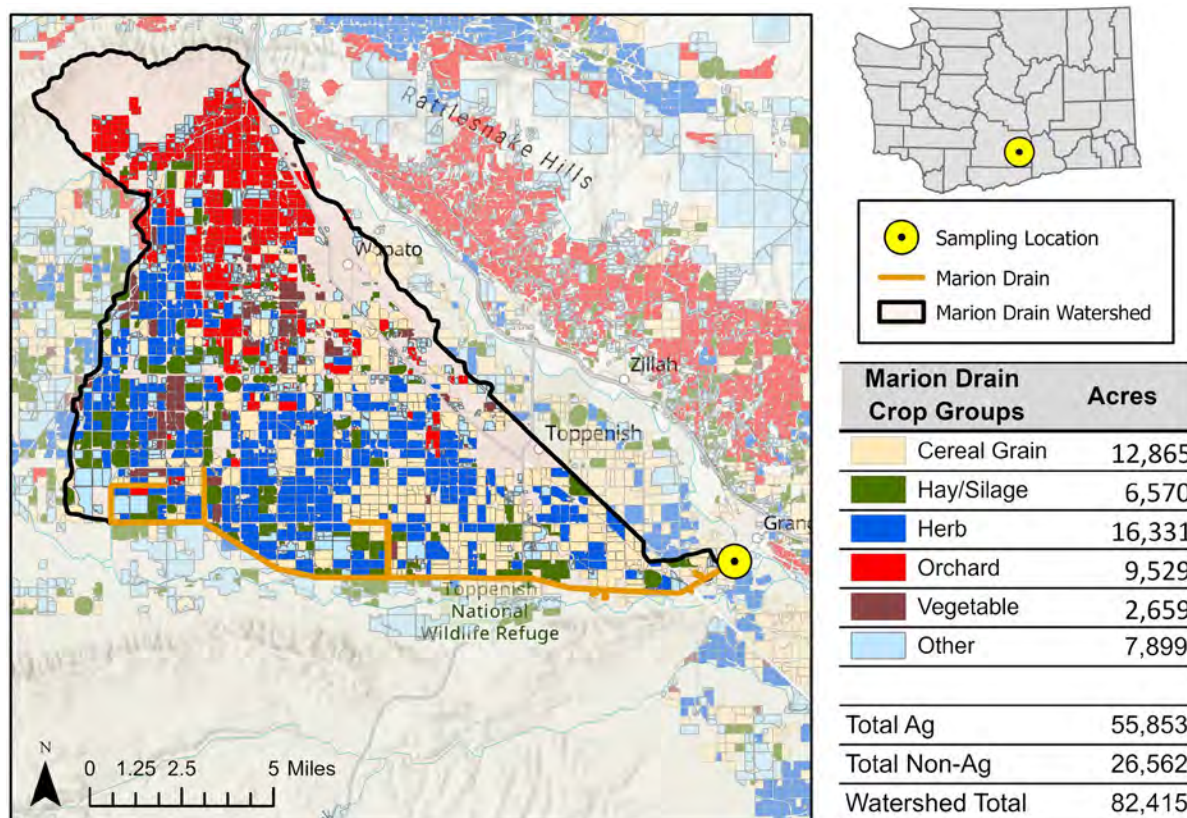 Rattlesnake Hills
Wapato
Zillah
Toppenish
Toppenish
National
Wildlife Refuge
N
0 1.25 2.5 5 Miles
Sampling Location
Marion Drain
Marion Drain Watershed
Marion Drain Crop Groups Acres
Cereal Grain 12,865
Hay/Silage 6,570
Herb 16,331
Orchard 9,529
Vegetable 2,659
Other 7,899
Total Ag 55,853
Total Non-Ag 26,562
Watershed Total 82,415